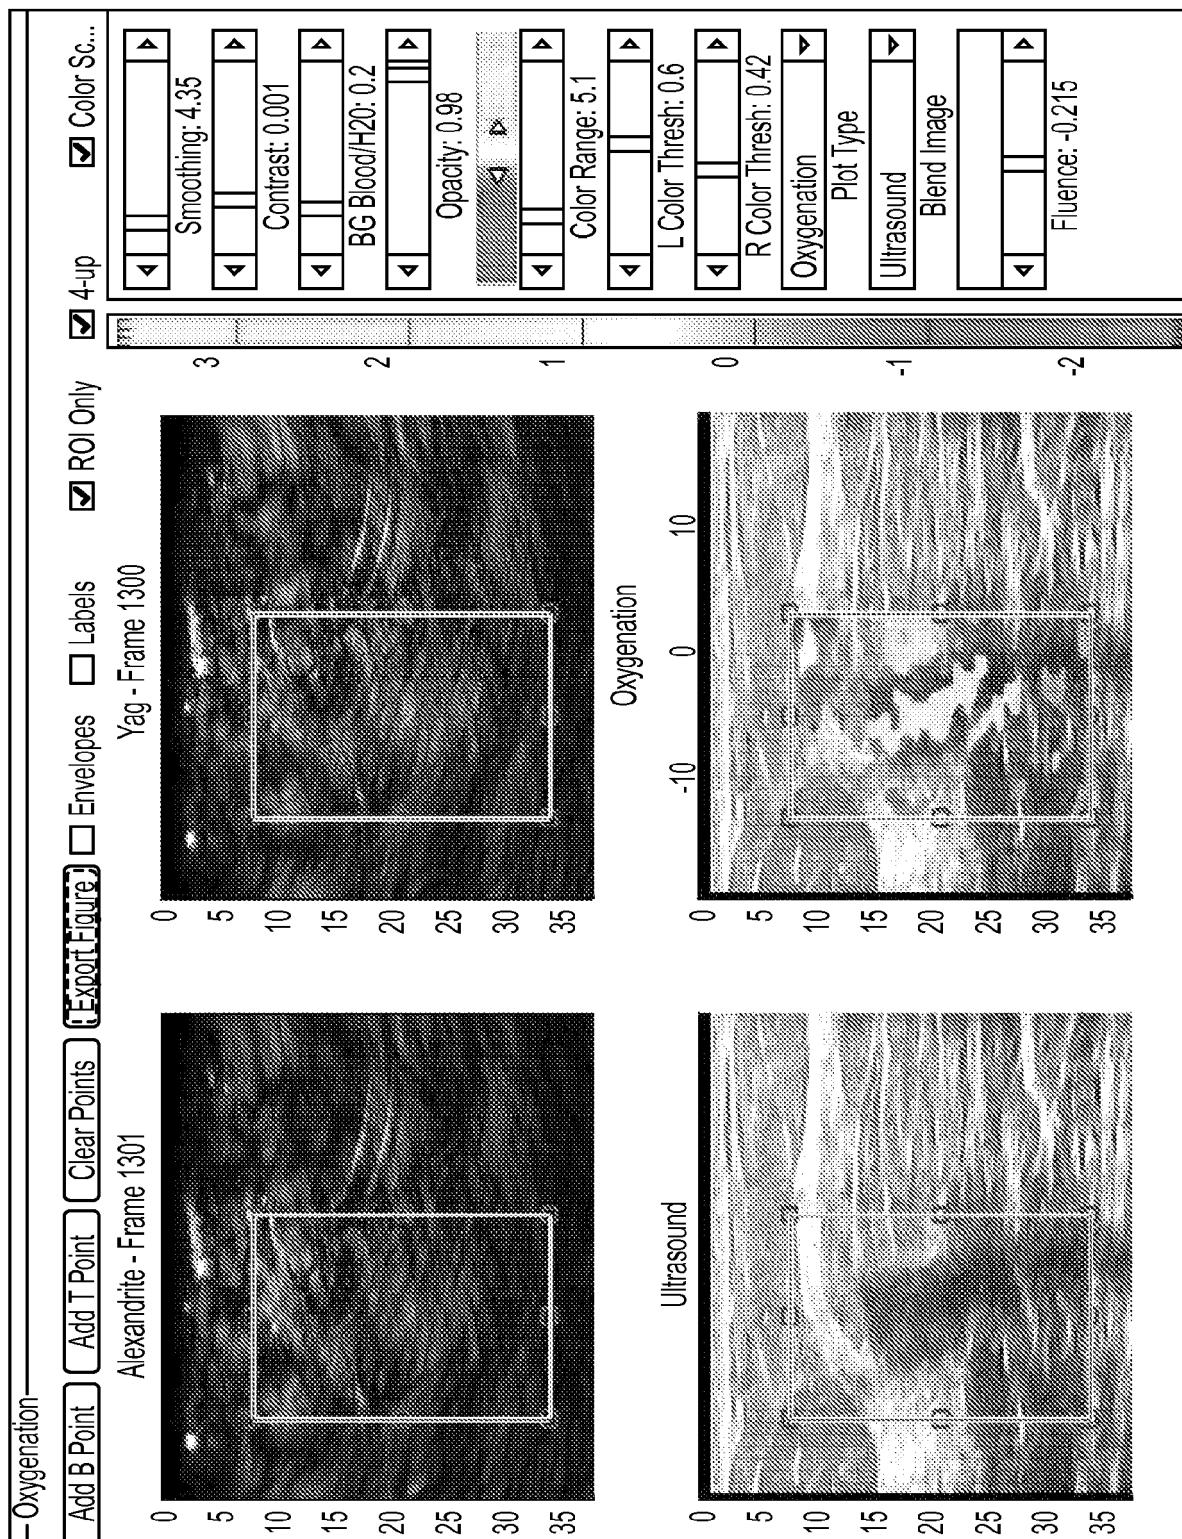 Oxygenation
Add B Point Add T Point Clear Points Export Figure Envelopes Labels ROI Only 4-up Color Sc...
Alexandrite - Frame 1301
0
5
10
15
20
25
30
35
Yag - Frame 1300
0
5
10
15
20
25
30
35
Ultrasound
0
5
10
15
20
25
30
35
Oxygenation
-10 0 10
0
5
10
15
20
25
30
35
3
2
1
0
-1
-2
Smoothing: 4.35
Contrast: 0.001
BG Blood/H20: 0.2
Opacity: 0.98
Color Range: 5.1
L Color Thresh: 0.6
R Color Thresh: 0.42
Oxygenation
Plot Type
Ultrasound
Blend Image
Fluence: -0.215